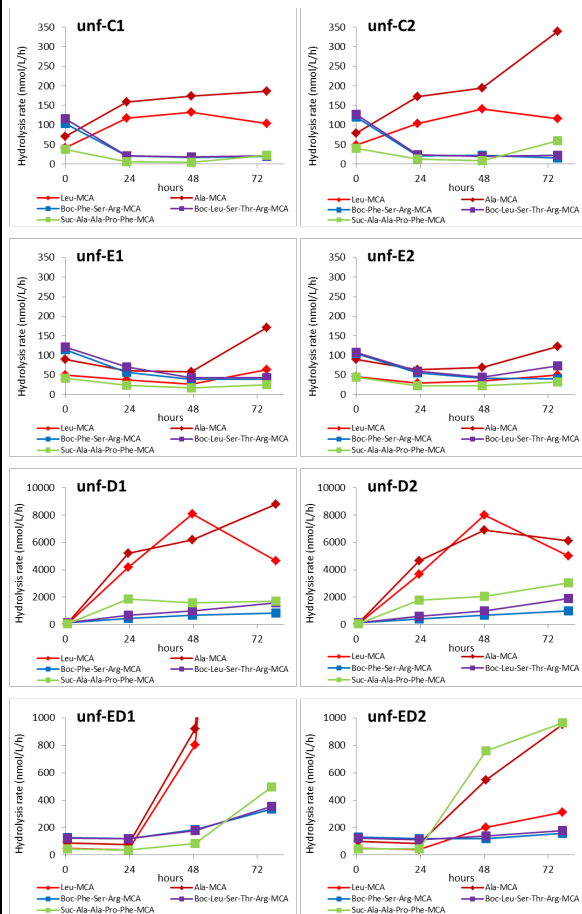 unf-C1
Hydrolysis rate (nmol/L/h)
350
300
250
200
150
100
50
0
0 24 48 72
hours
Leu-MCA Ala-MCA
Boc-Phe-Ser-Arg-MCA Boc-Leu-Ser-Thr-Arg-MCA
Suc-Ala-Ala-Pro-Phe-MCA
unf-C2
Hydrolysis rate (nmol/L/h)
350
300
250
200
150
100
50
0
0 24 48 72
hours
Leu-MCA Ala-MCA
Boc-Phe-Ser-Arg-MCA Boc-Leu-Ser-Thr-Arg-MCA
Suc-Ala-Ala-Pro-Phe-MCA
unf-E1
Hydrolysis rate (nmol/L/h)
350
300
250
200
150
100
50
0
0 24 48 72
hours
Leu-MCA Ala-MCA
Boc-Phe-Ser-Arg-MCA Boc-Leu-Ser-Thr-Arg-MCA
Suc-Ala-Ala-Pro-Phe-MCA
unf-E2
Hydrolysis rate (nmol/L/h)
350
300
250
200
150
100
50
0
0 24 48 72
hours
Leu-MCA Ala-MCA
Boc-Phe-Ser-Arg-MCA Boc-Leu-Ser-Thr-Arg-MCA
Suc-Ala-Ala-Pro-Phe-MCA
unf-D1
Hydrolysis rate (nmol/L/h)
10000
8000
6000
4000
2000
0
0 24 48 72
hours
Leu-MCA Ala-MCA
Boc-Phe-Ser-Arg-MCA Boc-Leu-Ser-Thr-Arg-MCA
Suc-Ala-Ala-Pro-Phe-MCA
unf-D2
Hydrolysis rate (nmol/L/h)
10000
8000
6000
4000
2000
0
0 24 48 72
hours
Leu-MCA Ala-MCA
Boc-Phe-Ser-Arg-MCA Boc-Leu-Ser-Thr-Arg-MCA
Suc-Ala-Ala-Pro-Phe-MCA
unf-ED1
Hydrolysis rate (nmol/L/h)
1000
800
600
400
200
0
0 24 48 72
hours
Leu-MCA Ala-MCA
Boc-Phe-Ser-Arg-MCA Boc-Leu-Ser-Thr-Arg-MCA
Suc-Ala-Ala-Pro-Phe-MCA
unf-ED2
Hydrolysis rate (nmol/L/h)
1000
800
600
400
200
0
0 24 48 72
hours
Leu-MCA Ala-MCA
Boc-Phe-Ser-Arg-MCA Boc-Leu-Ser-Thr-Arg-MCA
Suc-Ala-Ala-Pro-Phe-MCA